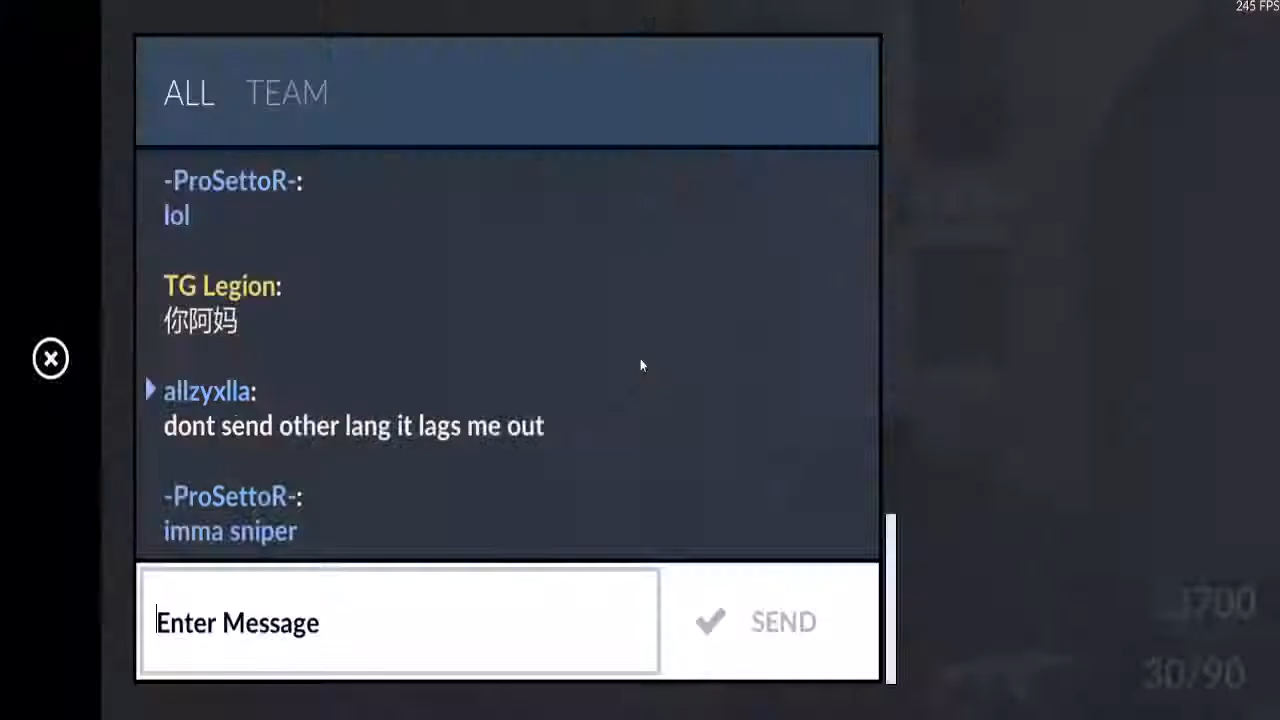 245 FPS
ALL TEAM
-ProSettoR-:
lol
TG Legion:
你阿妈
allzyxlla:
dont send other lang it lags me out
-ProSettoR-:
imma sniper
Enter Message
SEND
30/90